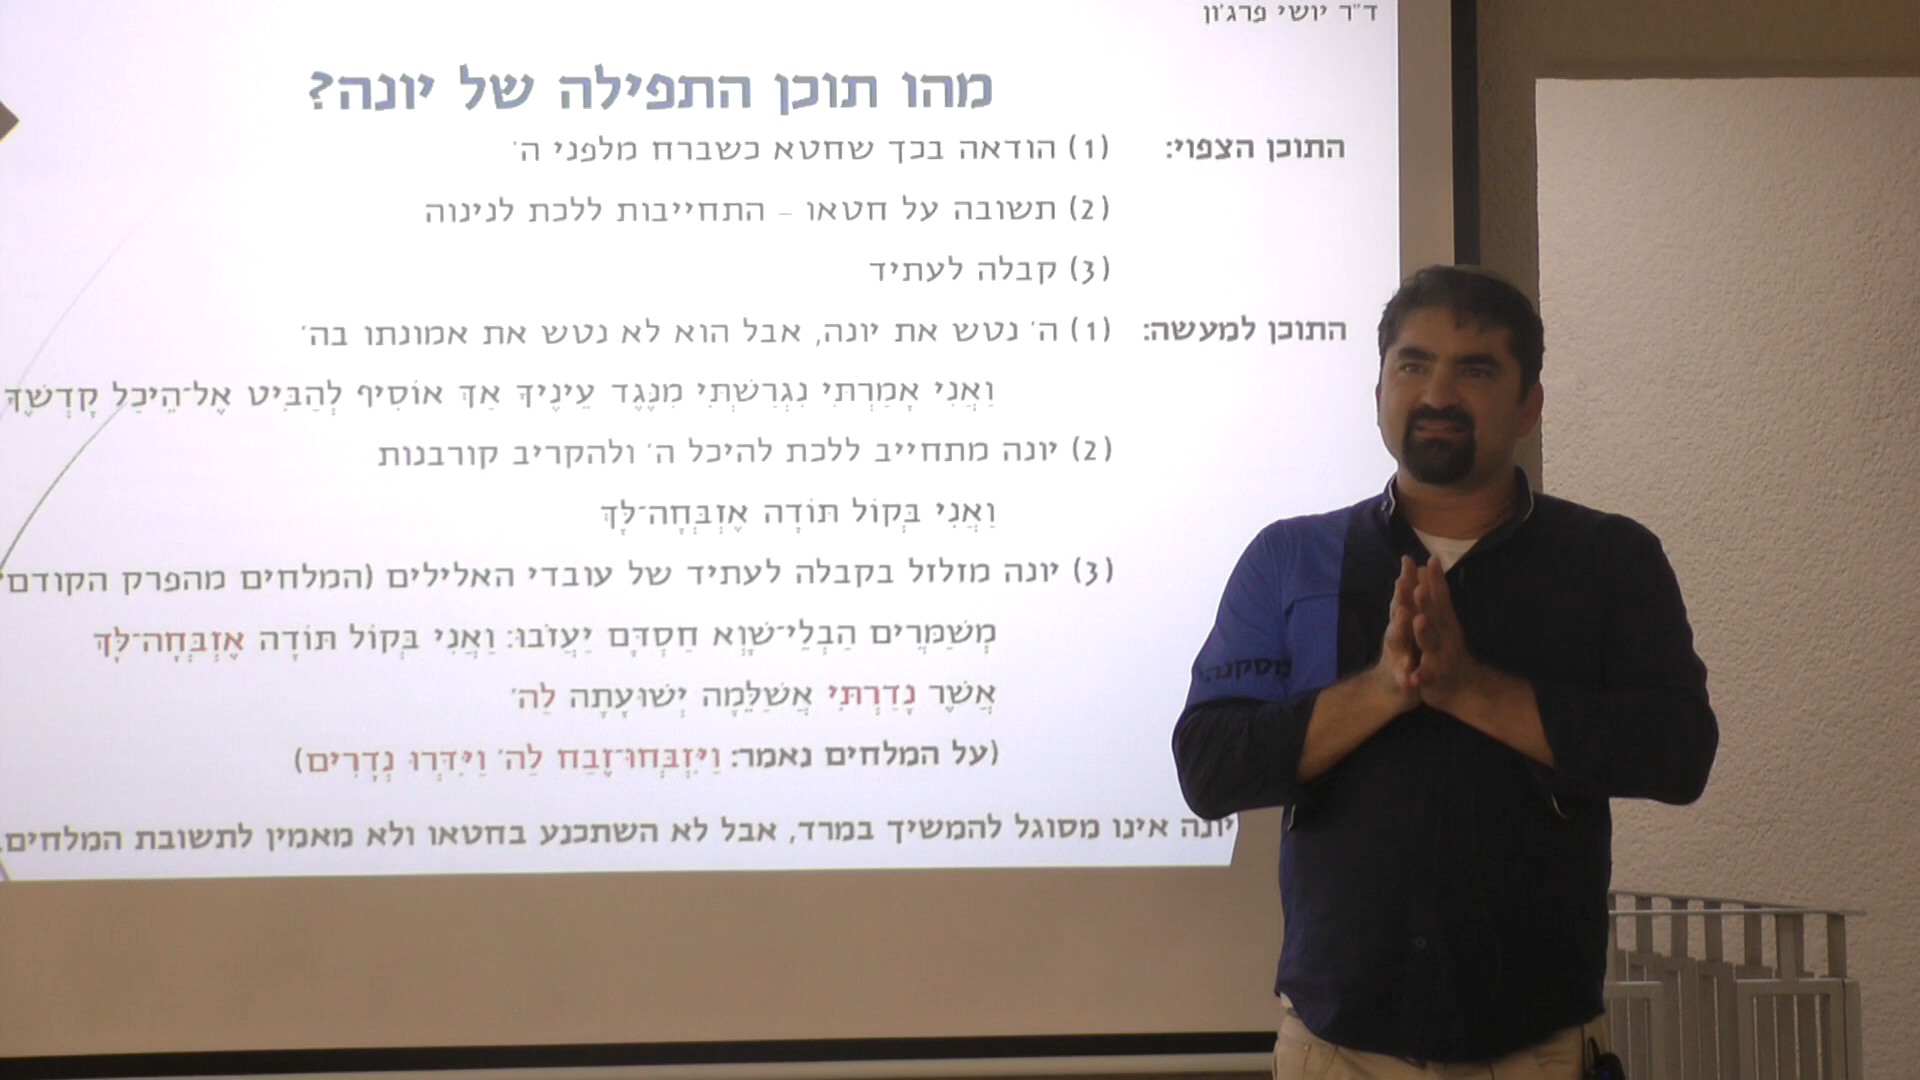 ד"ר יושי פרג'ון
מהו תוכן התפילה של יונה?
התוכן הצפוי: (1) הודאה בכך שחטא כשברח מלפני ה'
(2) תשובה על חטאו – התחייבות ללכת לנינוה
(3) קבלה לעתיד
התוכן למעשה: (1) ה' נטש את יונה, אבל הוא לא נטש את אמונתו בה'
וַאֲנִי אָמַרְתִּי נִגְרַשְׁתִּי מִנֶּגֶד עֵינֶיךָ אַךְ אוֹסִיף לְהַבִּיט אֶל־הֵיכַל קָדְשֶׁךָ
(2) יונה מתחייב ללכת להיכל ה' ולהקריב קורבנות
וַאֲנִי בְּקוֹל תּוֹדָה אֶזְבְּחָה־לָּךְ
(3) יונה מזלזל בקבלה לעתיד של עובדי האלילים (המלחים מהפרק הקודם
מְשַׁמְּרִים הַבְלֵי־שָׁוְא חַסְדָּם יַעֲזֹבוּ: וַאֲנִי בְּקוֹל תּוֹדָה אֶזְבְּחָה־לָּךְ
אֲשֶׁר נָדַרְתִּי אֲשַׁלֵּמָה יְשׁוּעָתָה לַה'
(על המלחים נאמר: וַיִּזְבְּחוּ־זֶבַח לַה' וַיִּדְּרוּ נְדָרִים)
מסקנה:
יונה אינו מסוגל להמשיך במרד, אבל לא השתכנע בחטאו ולא מאמין לתשובת המלחים.